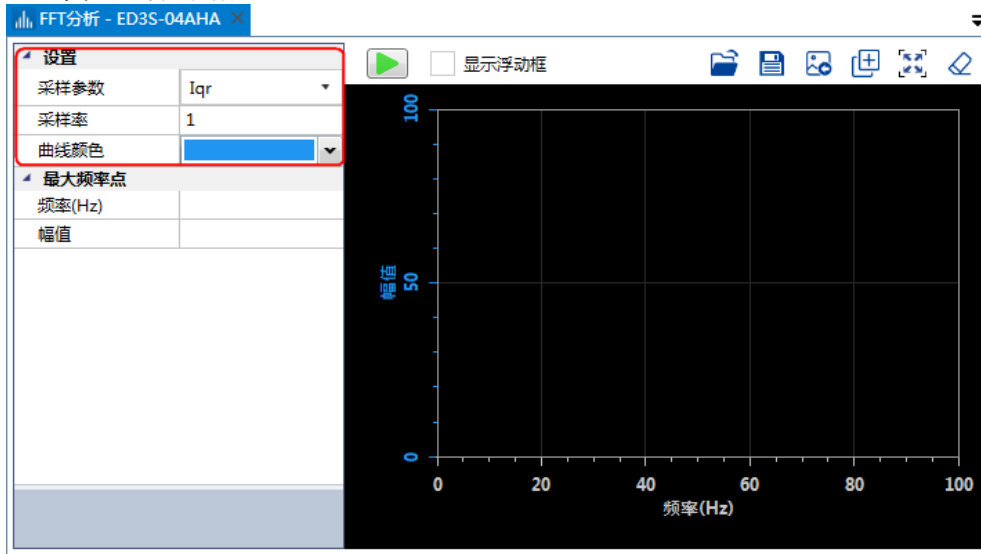 FFT分析 - ED3S-04AHA
设置
采样参数 Iqr
采样率 1
曲线颜色
最大频率点
频率(Hz)
幅值
显示浮动框
100
50
0
幅值
0 20 40 60 80 100
频率(Hz)